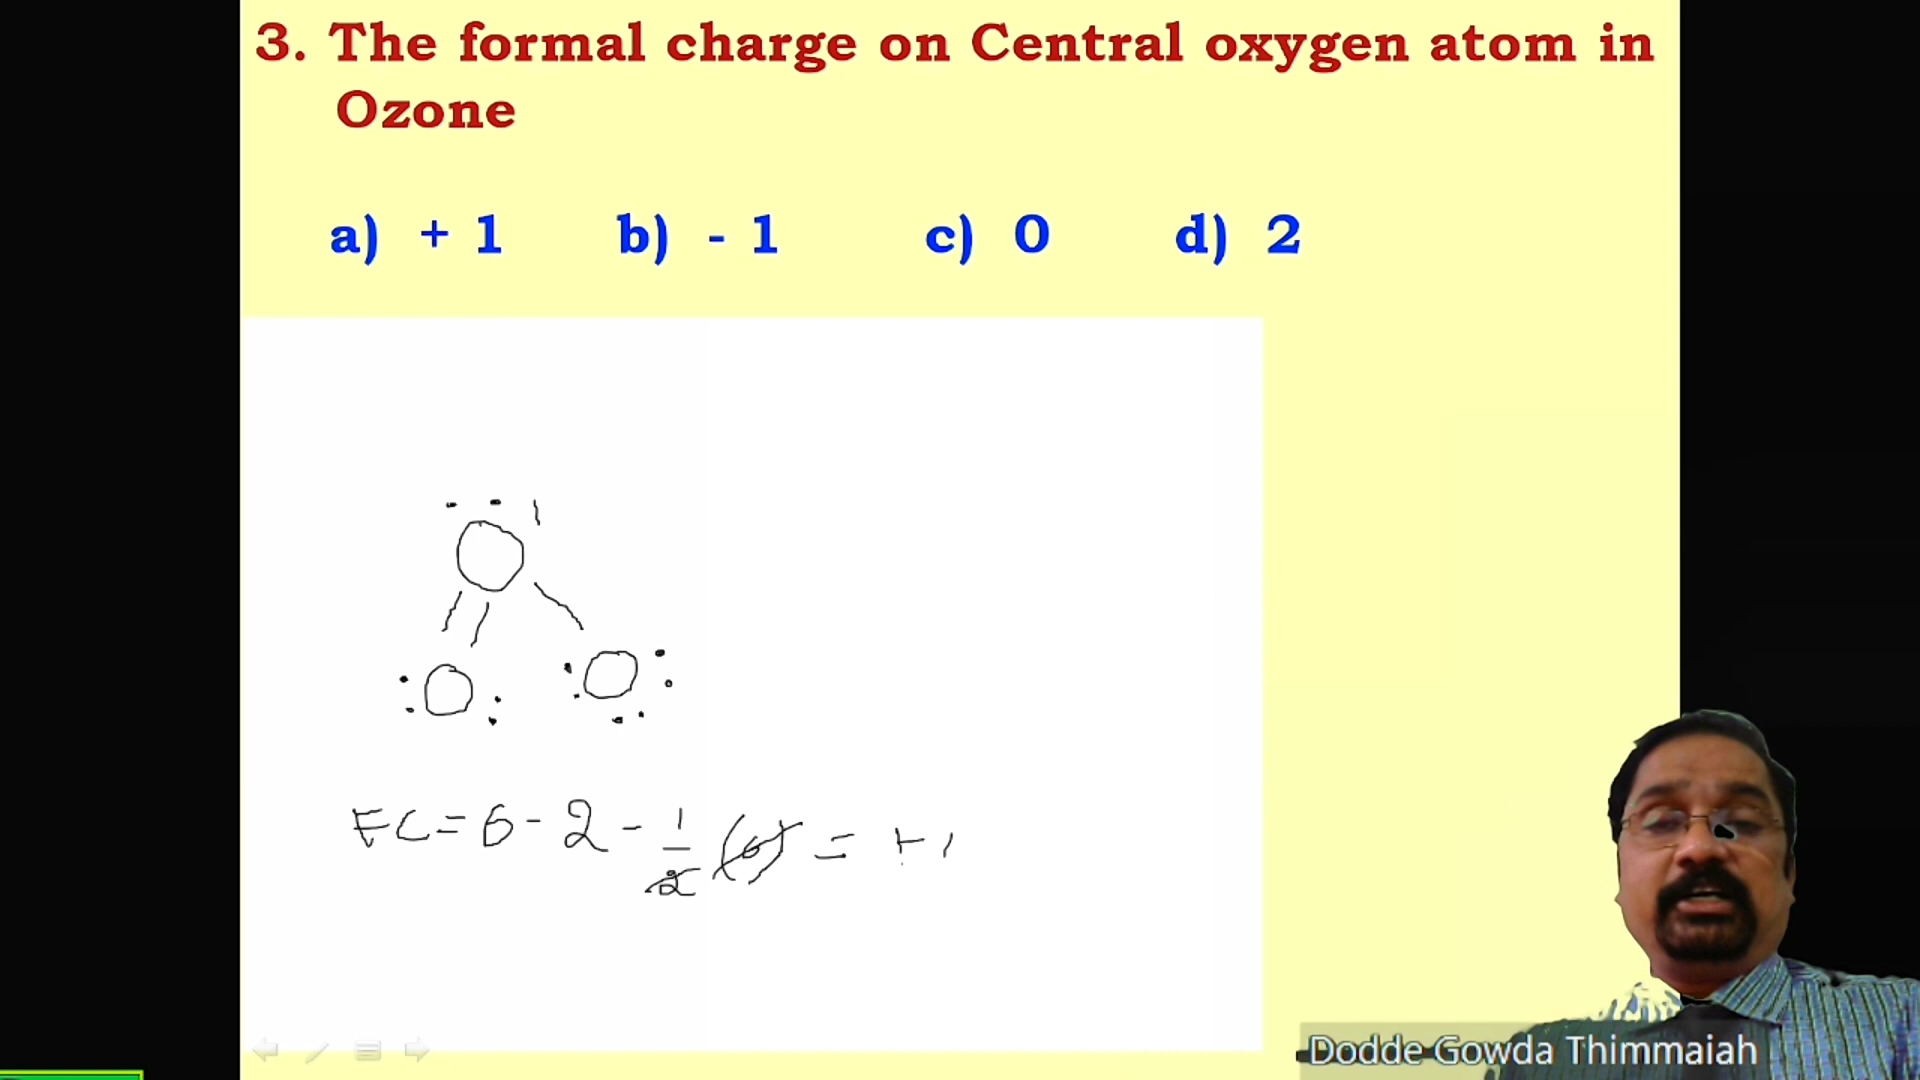 3. The formal charge on Central oxygen atom in
Ozone
a) + 1 b) - 1 c) 0 d) 2
1
FC = 6 - 2 - 1/2 (6) = +1
Dodde Gowda Thimmaiah